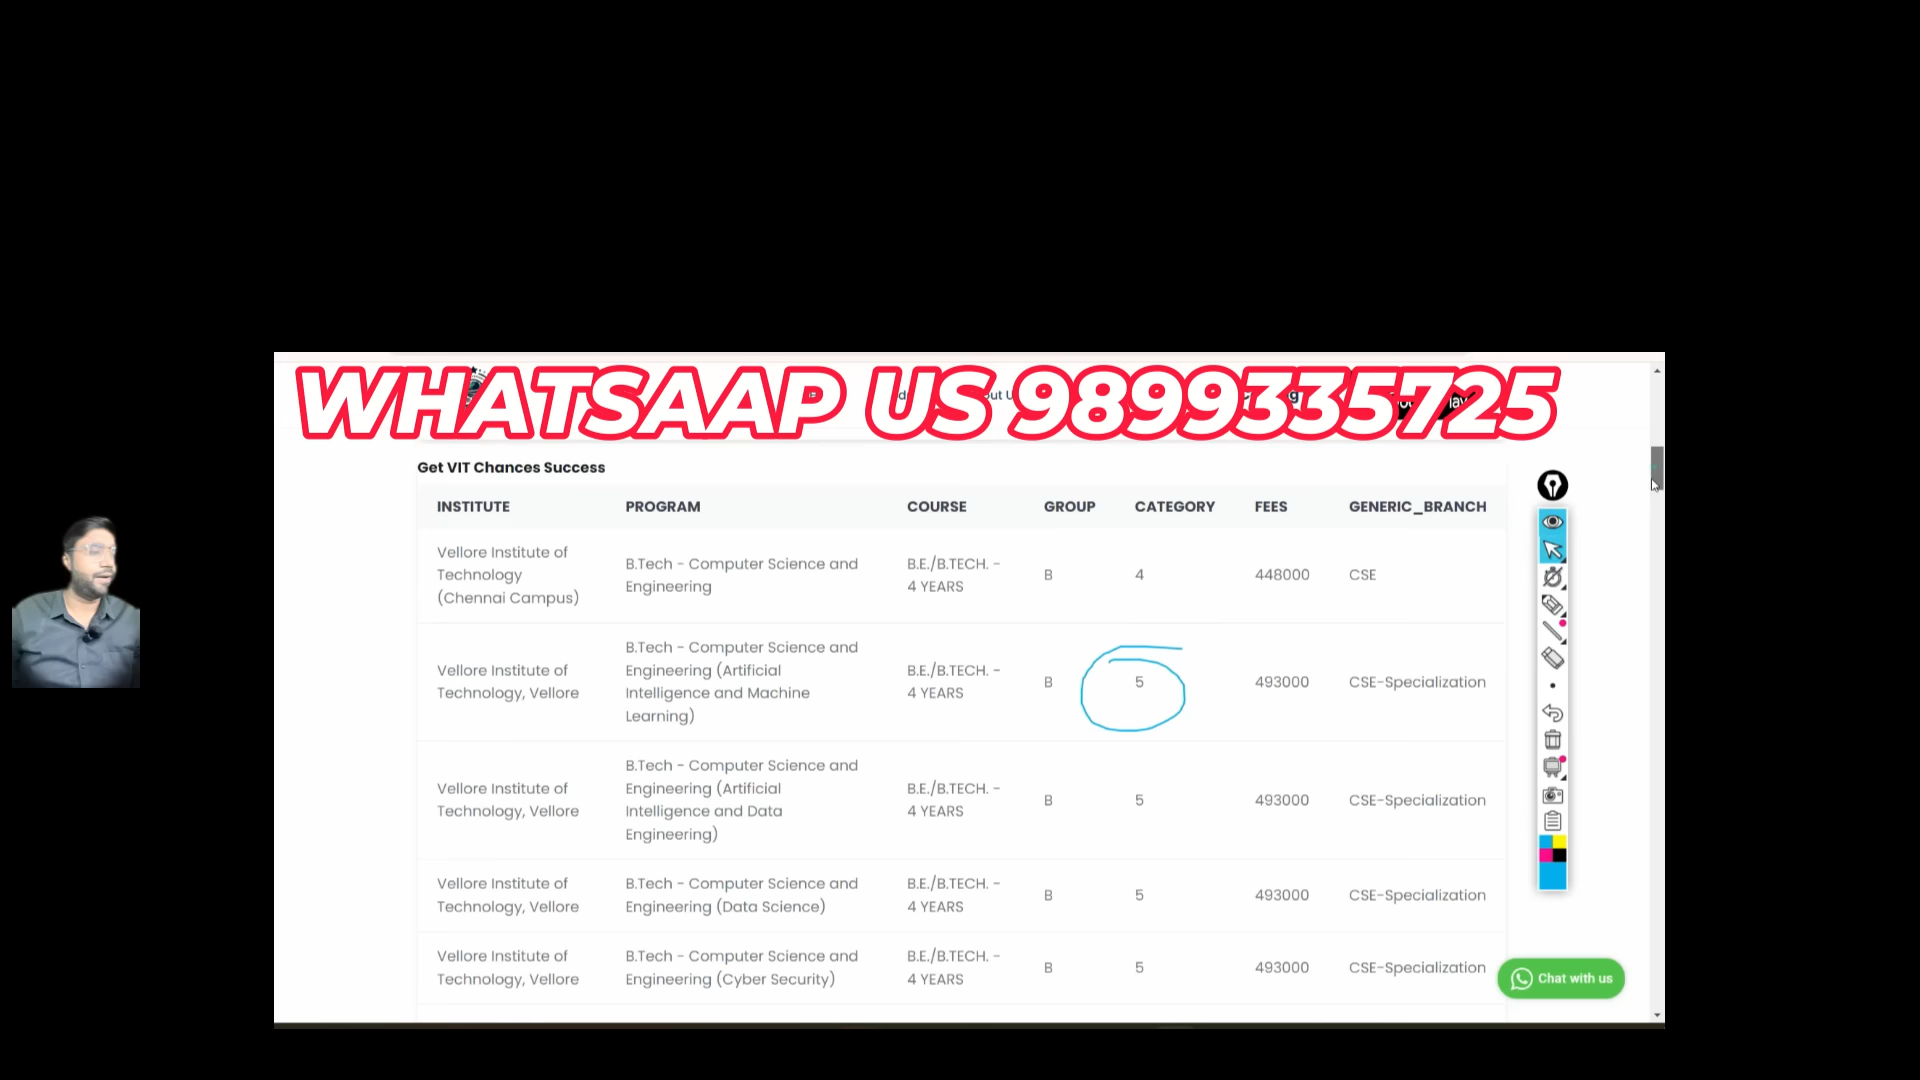 WHATSAAP US 9899335725
Get VIT Chances Success
INSTITUTE PROGRAM COURSE GROUP CATEGORY FEES GENERIC_BRANCH
Vellore Institute of
Technology
(Chennai Campus)
B.Tech - Computer Science and
Engineering
B.E./B.TECH. -
4 YEARS
B
4
448000
CSE
Vellore Institute of
Technology, Vellore
B.Tech - Computer Science and
Engineering (Artificial
Intelligence and Machine
Learning)
B.E./B.TECH. -
4 YEARS
B
5
493000
CSE-Specialization
Vellore Institute of
Technology, Vellore
B.Tech - Computer Science and
Engineering (Artificial
Intelligence and Data
Engineering)
B.E./B.TECH. -
4 YEARS
B
5
493000
CSE-Specialization
Vellore Institute of
Technology, Vellore
B.Tech - Computer Science and
Engineering (Data Science)
B.E./B.TECH. -
4 YEARS
B
5
493000
CSE-Specialization
Vellore Institute of
Technology, Vellore
B.Tech - Computer Science and
Engineering (Cyber Security)
B.E./B.TECH. -
4 YEARS
B
5
493000
CSE-Specialization
Chat with us